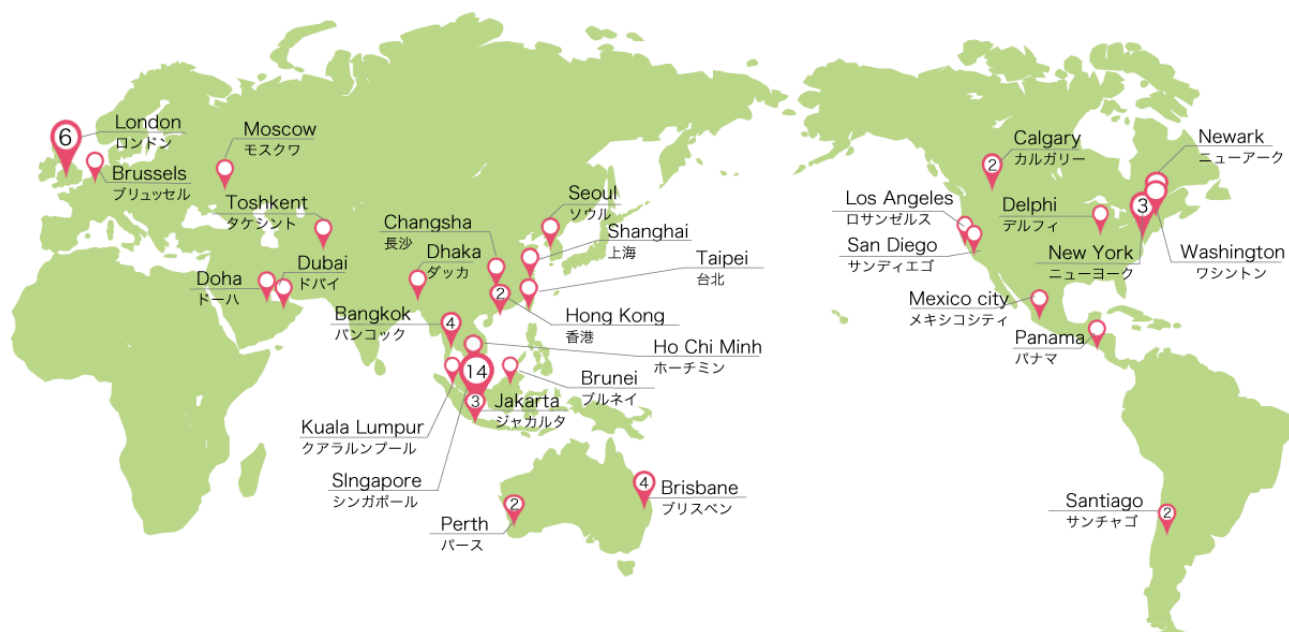 6
London
ロンドン
Brussels
ブリュッセル
Moscow
モスクワ
Toshkent
タケシント
Doha
ドーハ
Dubai
ドバイ
Changsha
長沙
Dhaka
ダッカ
Seoul
ソウル
Shanghai
上海
Taipei
台北
2
Hong Kong
香港
4
Bangkok
バンコック
Ho Chi Minh
ホーチミン
14
Brunei
ブルネイ
3
Jakarta
ジャカルタ
Kuala Lumpur
クアラルンプール
SIngapore
シンガポール
2
Perth
パース
4
Brisbane
ブリスベン
2
Calgary
カルガリー
Newark
ニューアーク
Los Angeles
ロサンゼルス
San Diego
サンディエゴ
Delphi
デルフィ
3
New York
ニューヨーク
Washington
ワシントン
Mexico city
メキシコシティ
Panama
パナマ
Santiago
サンチャゴ
2